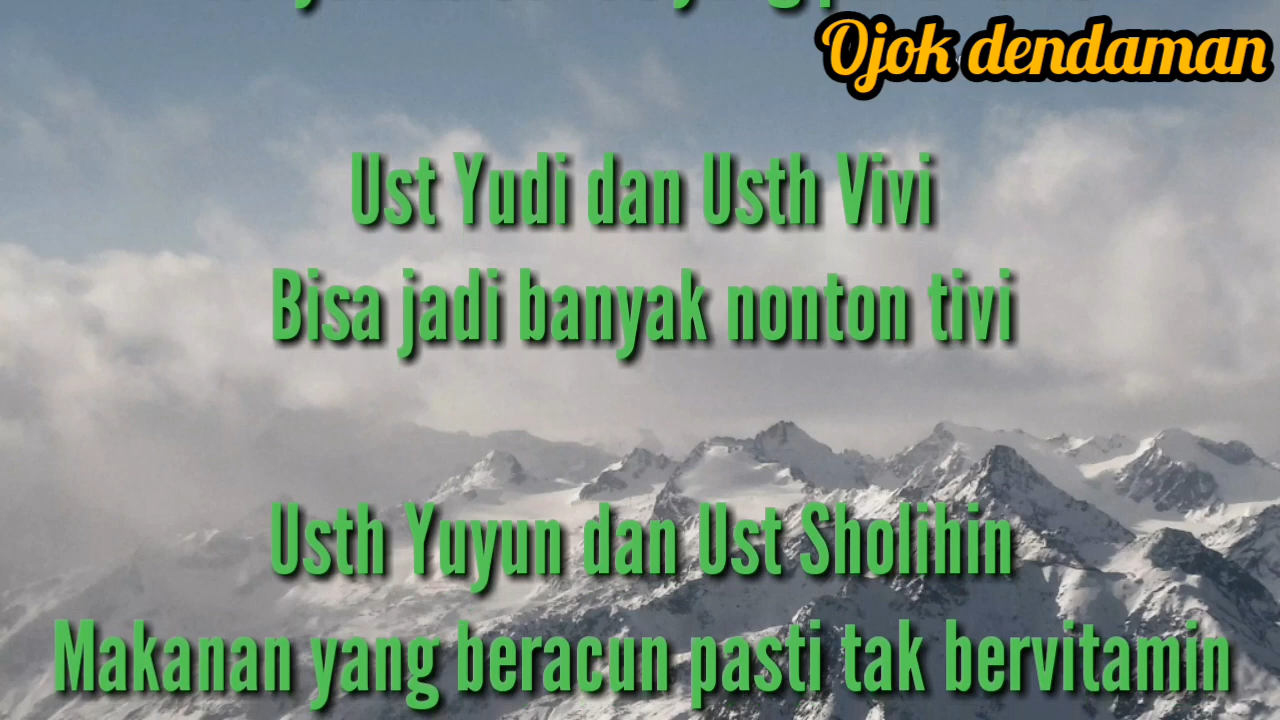 Ojok dendaman
Ust Yudi dan Usth Vivi
Bisa jadi banyak nonton tivi
Usth Yuyun dan Ust Sholihin
Makanan yang beracun pasti tak bervitamin